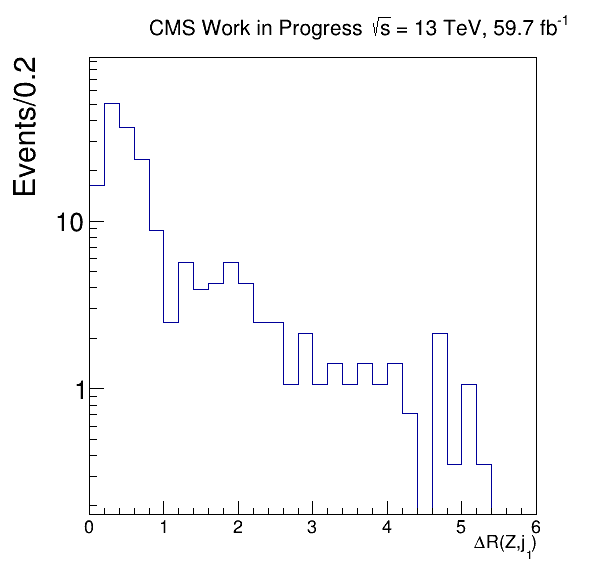 CMS Work in Progress √s = 13 TeV, 59.7 fb⁻¹
Events/0.2
10
1
0 1 2 3 4 5 6
ΔR(Z,j₁)